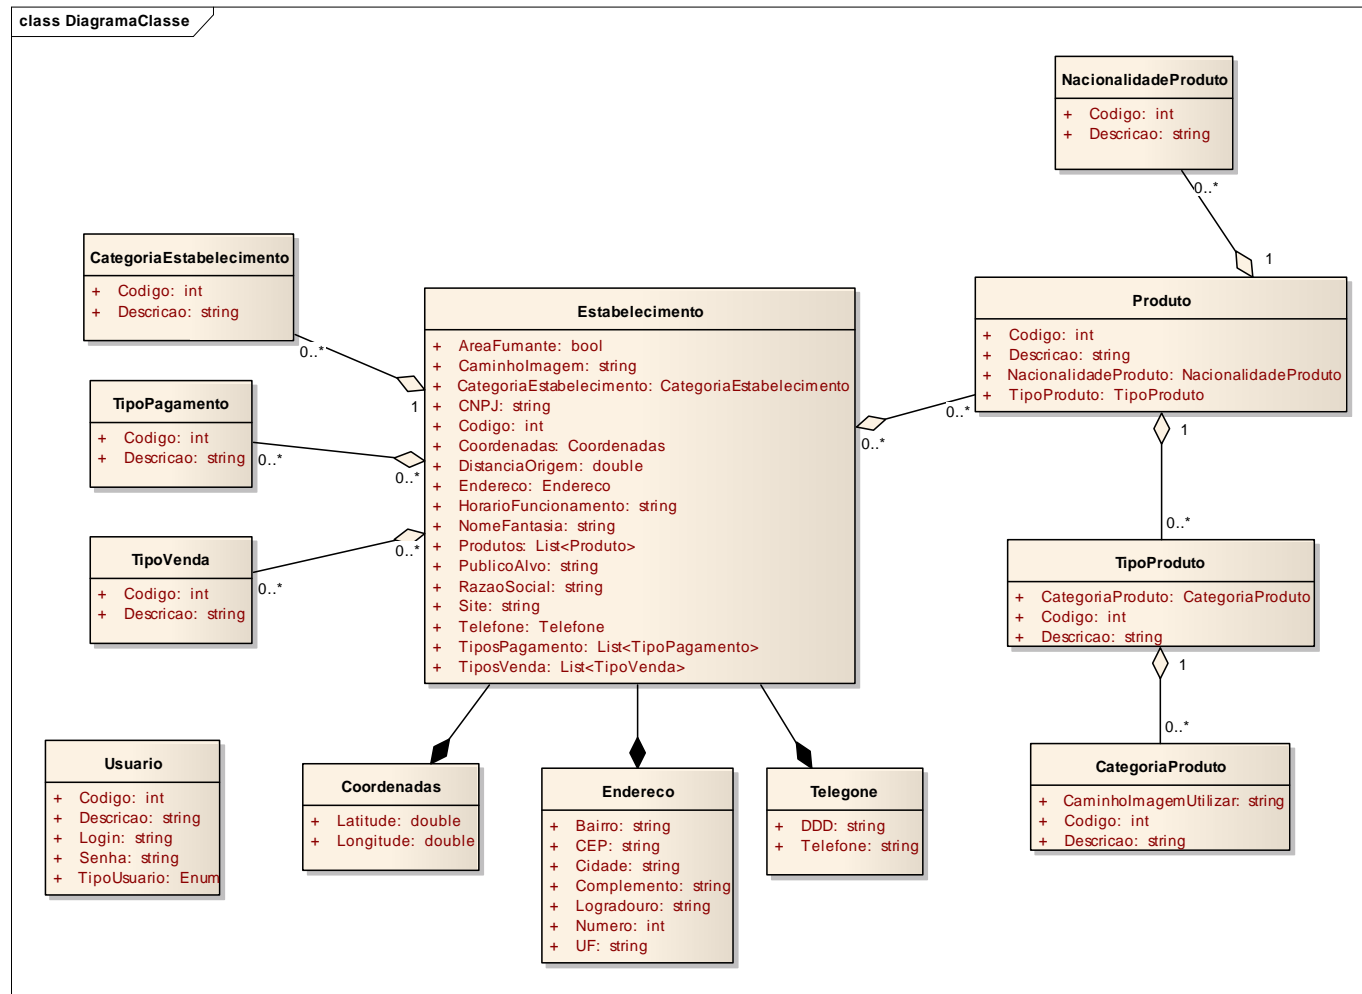 class DiagramaClasse
NacionalidadeProduto
+ Codigo: int
+ Descricao: string
0..*
1
CategoriaEstabelecimento
+ Codigo: int
+ Descricao: string
0..*
1
TipoPagamento
+ Codigo: int
+ Descricao: string
0..*
0..*
TipoVenda
+ Codigo: int
+ Descricao: string
0..*
0..*
Estabelecimento
+ AreaFumante: bool
+ CaminhoImagem: string
+ CategoriaEstabelecimento: CategoriaEstabelecimento
+ CNPJ: string
+ Codigo: int
+ Coordenadas: Coordenadas
+ DistanciaOrigem: double
+ Endereco: Endereco
+ HorarioFuncionamento: string
+ NomeFantasia: string
+ Produtos: List<Produto>
+ PublicoAlvo: string
+ RazaoSocial: string
+ Site: string
+ Telefone: Telefone
+ TiposPagamento: List<TipoPagamento>
+ TiposVenda: List<TipoVenda>
0..*
0..*
Produto
+ Codigo: int
+ Descricao: string
+ NacionalidadeProduto: NacionalidadeProduto
+ TipoProduto: TipoProduto
1
0..*
TipoProduto
+ CategoriaProduto: CategoriaProduto
+ Codigo: int
+ Descricao: string
1
0..*
CategoriaProduto
+ CaminhoImagemUtilizar: string
+ Codigo: int
+ Descricao: string
Usuario
+ Codigo: int
+ Descricao: string
+ Login: string
+ Senha: string
+ TipoUsuario: Enum
Coordenadas
+ Latitude: double
+ Longitude: double
Endereco
+ Bairro: string
+ CEP: string
+ Cidade: string
+ Complemento: string
+ Logradouro: string
+ Numero: int
+ UF: string
Telegone
+ DDD: string
+ Telefone: string